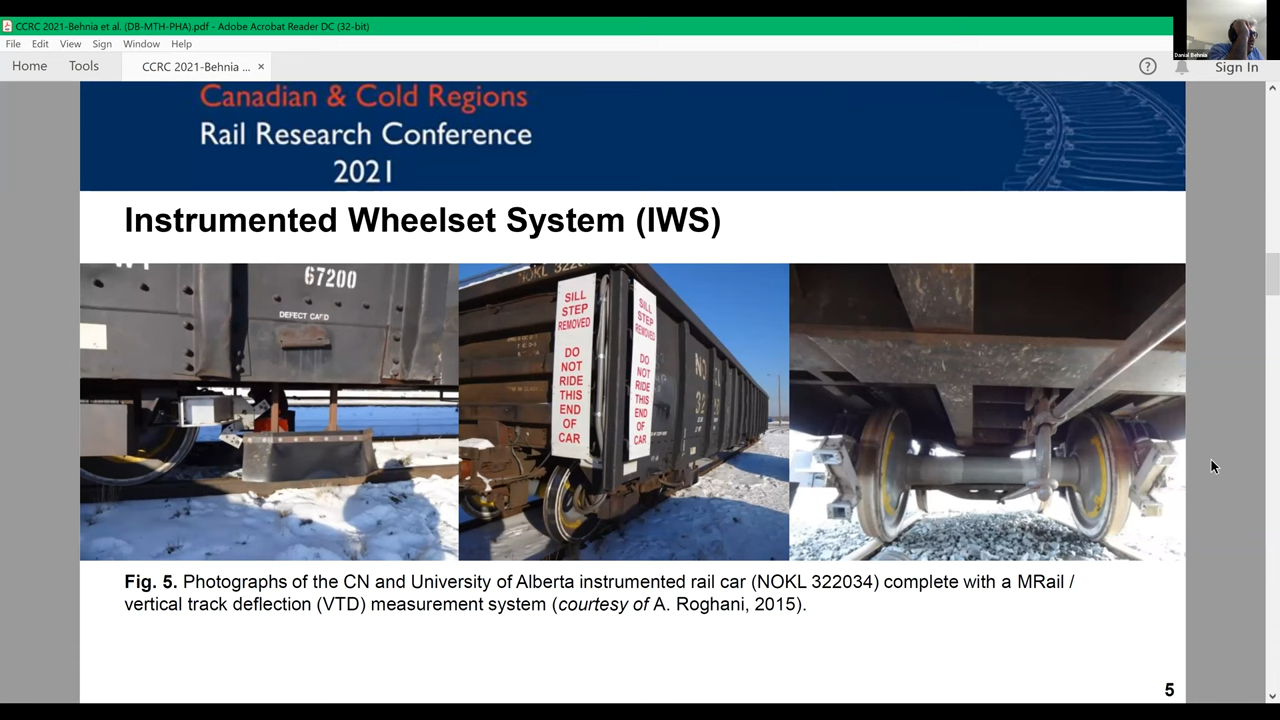 CCRC 2021-Behnia et al. (DB-MTH-PHA).pdf - Adobe Acrobat Reader DC (32-bit)
File Edit View Sign Window Help
Home Tools CCRC 2021-Behnia ... × ? Sign In
Danial Behnia
Canadian & Cold Regions
Rail Research Conference
2021
Instrumented Wheelset System (IWS)
67200
DEFECT CARD
NOKL
SILL
STEP
REMOVED
DO
NOT
RIDE
THIS
END
OF
CAR
SILL
STEP
REMOVED
DO
NOT
RIDE
THIS
END
OF
CAR
Fig. 5. Photographs of the CN and University of Alberta instrumented rail car (NOKL 322034) complete with a MRail /
vertical track deflection (VTD) measurement system (courtesy of A. Roghani, 2015).
5